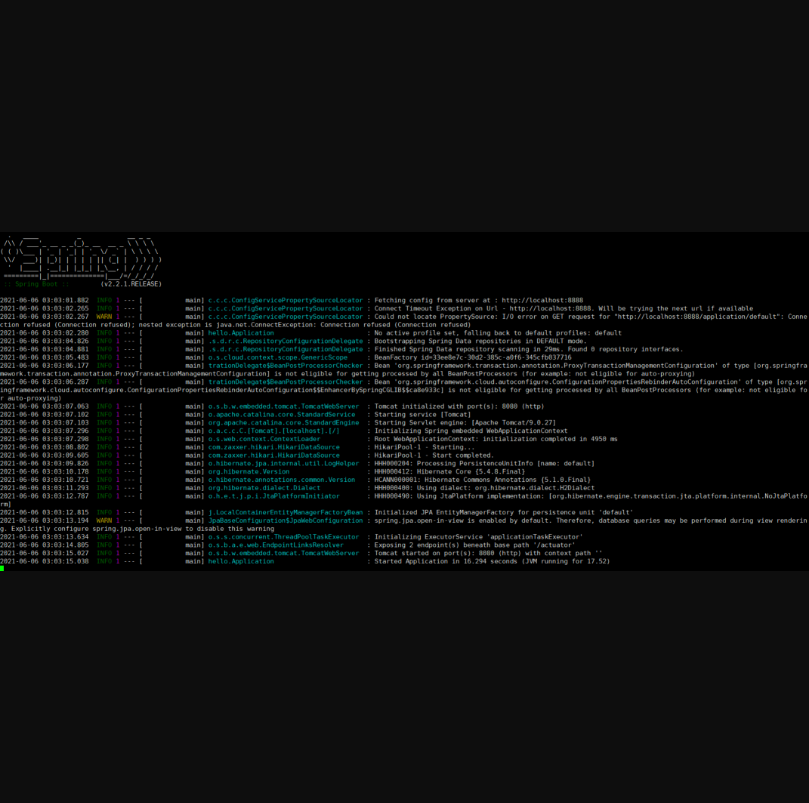 :: Spring Boot ::        (v2.2.1.RELEASE)
2021-06-06 03:03:01.882  INFO 1 --- [           main] c.c.c.ConfigServicePropertySourceLocator : Fetching config from server at : http://localhost:8888
2021-06-06 03:03:02.265  INFO 1 --- [           main] c.c.c.ConfigServicePropertySourceLocator : Connect Timeout Exception on Url - http://localhost:8888. Will be trying the next url if available
2021-06-06 03:03:02.267  WARN 1 --- [           main] c.c.c.ConfigServicePropertySourceLocator : Could not locate PropertySource: I/O error on GET request for "http://localhost:8888/application/default": Conne
ction refused (Connection refused); nested exception is java.net.ConnectException: Connection refused (Connection refused)
2021-06-06 03:03:02.280  INFO 1 --- [           main] hello.Application                        : No active profile set, falling back to default profiles: default
2021-06-06 03:03:04.826  INFO 1 --- [           main] .s.d.r.c.RepositoryConfigurationDelegate : Bootstrapping Spring Data repositories in DEFAULT mode.
2021-06-06 03:03:04.881  INFO 1 --- [           main] .s.d.r.c.RepositoryConfigurationDelegate : Finished Spring Data repository scanning in 29ms. Found 0 repository interfaces.
2021-06-06 03:03:05.483  INFO 1 --- [           main] o.s.cloud.context.scope.GenericScope     : BeanFactory id=33ee8e7c-30d2-385c-a0f6-345cfb037716
2021-06-06 03:03:06.177  INFO 1 --- [           main] trationDelegate$BeanPostProcessorChecker : Bean 'org.springframework.transaction.annotation.ProxyTransactionManagementConfiguration' of type [org.springfra
mework.transaction.annotation.ProxyTransactionManagementConfiguration] is not eligible for getting processed by all BeanPostProcessors (for example: not eligible for auto-proxying)
2021-06-06 03:03:06.287  INFO 1 --- [           main] trationDelegate$BeanPostProcessorChecker : Bean 'org.springframework.cloud.autoconfigure.ConfigurationPropertiesRebinderAutoConfiguration' of type [org.spr
ingframework.cloud.autoconfigure.ConfigurationPropertiesRebinderAutoConfiguration$$EnhancerBySpringCGLIB$$ca8e933c] is not eligible for getting processed by all BeanPostProcessors (for example: not eligible fo
r auto-proxying)
2021-06-06 03:03:07.063  INFO 1 --- [           main] o.s.b.w.embedded.tomcat.TomcatWebServer  : Tomcat initialized with port(s): 8080 (http)
2021-06-06 03:03:07.102  INFO 1 --- [           main] o.apache.catalina.core.StandardService   : Starting service [Tomcat]
2021-06-06 03:03:07.103  INFO 1 --- [           main] org.apache.catalina.core.StandardEngine  : Starting Servlet engine: [Apache Tomcat/9.0.27]
2021-06-06 03:03:07.296  INFO 1 --- [           main] o.a.c.c.C.[Tomcat].[localhost].[/]       : Initializing Spring embedded WebApplicationContext
2021-06-06 03:03:07.298  INFO 1 --- [           main] o.s.web.context.ContextLoader            : Root WebApplicationContext: initialization completed in 4950 ms
2021-06-06 03:03:08.802  INFO 1 --- [           main] com.zaxxer.hikari.HikariDataSource       : HikariPool-1 - Starting...
2021-06-06 03:03:09.605  INFO 1 --- [           main] com.zaxxer.hikari.HikariDataSource       : HikariPool-1 - Start completed.
2021-06-06 03:03:09.826  INFO 1 --- [           main] o.hibernate.jpa.internal.util.LogHelper  : HHH000204: Processing PersistenceUnitInfo [name: default]
2021-06-06 03:03:10.178  INFO 1 --- [           main] org.hibernate.Version                    : HHH000412: Hibernate Core {5.4.8.Final}
2021-06-06 03:03:10.721  INFO 1 --- [           main] o.hibernate.annotations.common.Version   : HCANN000001: Hibernate Commons Annotations {5.1.0.Final}
2021-06-06 03:03:11.293  INFO 1 --- [           main] org.hibernate.dialect.Dialect            : HHH000400: Using dialect: org.hibernate.dialect.H2Dialect
2021-06-06 03:03:12.787  INFO 1 --- [           main] o.h.e.t.j.p.i.JtaPlatformInitiator       : HHH000490: Using JtaPlatform implementation: [org.hibernate.engine.transaction.jta.platform.internal.NoJtaPlatfo
rm]
2021-06-06 03:03:12.815  INFO 1 --- [           main] j.LocalContainerEntityManagerFactoryBean : Initialized JPA EntityManagerFactory for persistence unit 'default'
2021-06-06 03:03:13.194  WARN 1 --- [           main] JpaBaseConfiguration$JpaWebConfiguration : spring.jpa.open-in-view is enabled by default. Therefore, database queries may be performed during view renderin
g. Explicitly configure spring.jpa.open-in-view to disable this warning
2021-06-06 03:03:13.634  INFO 1 --- [           main] o.s.s.concurrent.ThreadPoolTaskExecutor  : Initializing ExecutorService 'applicationTaskExecutor'
2021-06-06 03:03:14.805  INFO 1 --- [           main] o.s.b.a.e.web.EndpointLinksResolver      : Exposing 2 endpoint(s) beneath base path '/actuator'
2021-06-06 03:03:15.027  INFO 1 --- [           main] o.s.b.w.embedded.tomcat.TomcatWebServer  : Tomcat started on port(s): 8080 (http) with context path ''
2021-06-06 03:03:15.038  INFO 1 --- [           main] hello.Application                        : Started Application in 16.294 seconds (JVM running for 17.52)